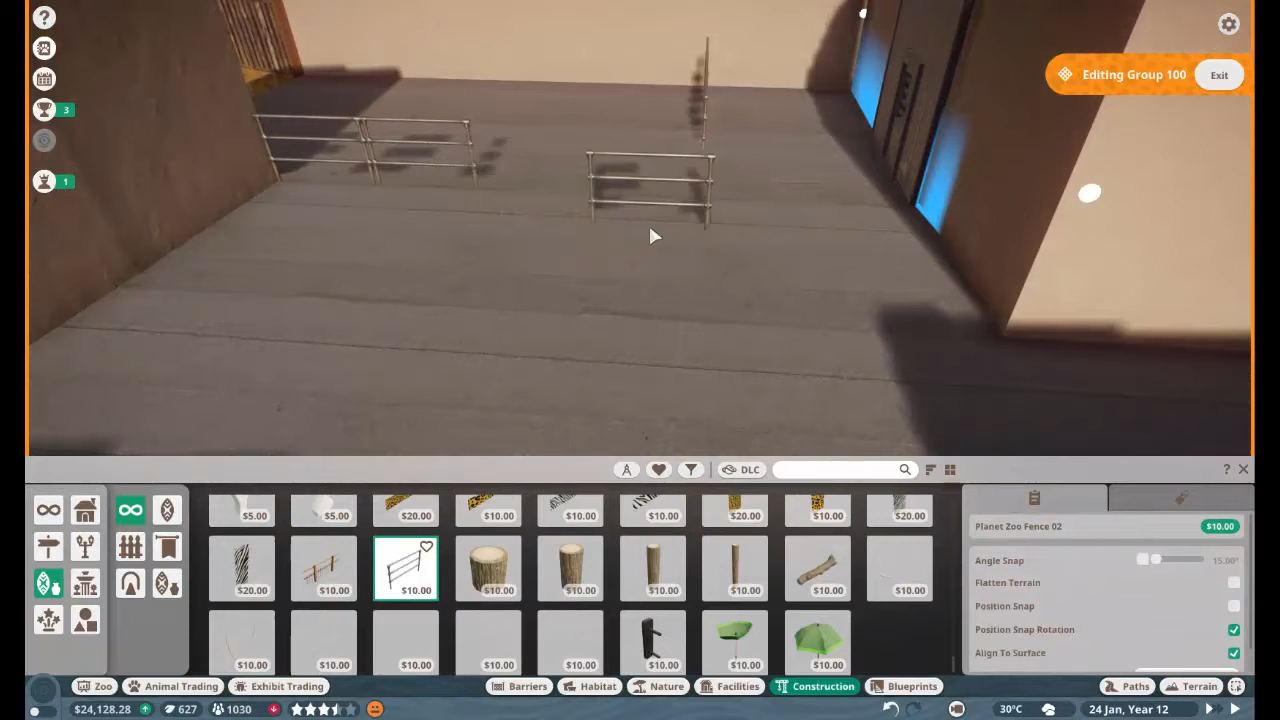 ?
3
1
Editing Group 100
Exit
DLC
?
$5.00
$5.00
$20.00
$10.00
$10.00
$10.00
$20.00
$10.00
$20.00
Planet Zoo Fence 02
$10.00
$20.00
$10.00
$10.00
$10.00
$10.00
$10.00
$10.00
$10.00
$10.00
Angle Snap
15.00°
Flatten Terrain
Position Snap
Position Snap Rotation
Align To Surface
$10.00
$10.00
$10.00
$10.00
$10.00
$10.00
$10.00
$10.00
Zoo
Animal Trading
Exhibit Trading
Barriers
Habitat
Nature
Facilities
Construction
Blueprints
Paths
Terrain
$24,128.28
627
1030
30°C
24 Jan, Year 12